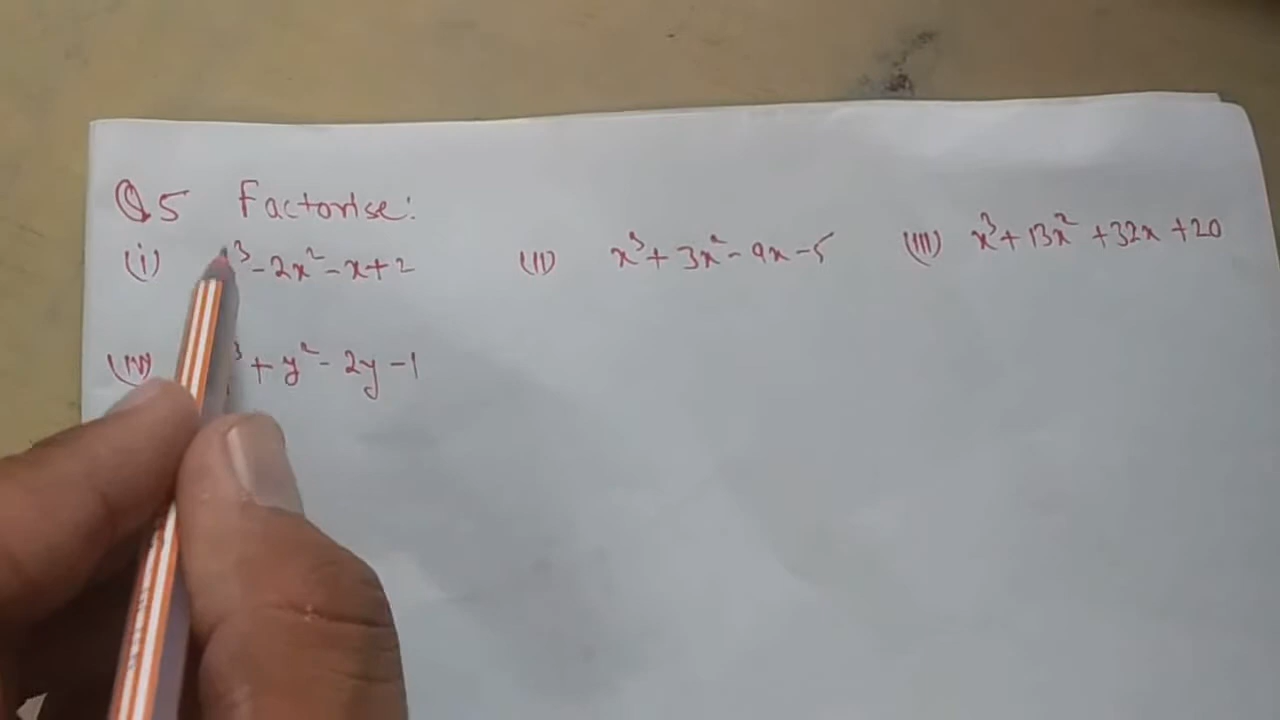 Q5 Factorise:
(i) ³-2x²-x+2 (II) x³+3x²-9x-5 (III) x³+13x²+32x+20
(IV) ³+y²-2y-1